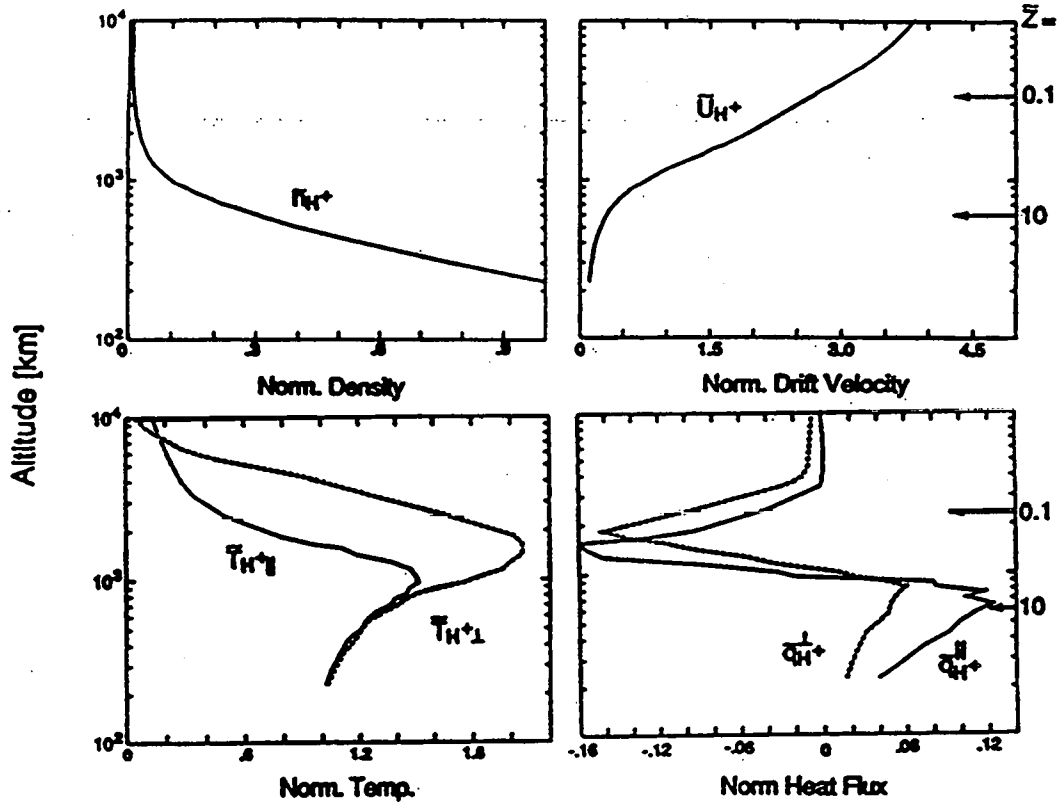 10⁴
10³
10²
ñH⁺
0
.3
.6
.9
Norm. Density
ŨH⁺
0
1.5
3.0
4.5
Norm. Drift Velocity
Z̃=
0.1
10
Altitude [km]
10⁴
10³
10²
T̃H⁺||
T̃H⁺⊥
0
.6
1.2
1.8
Norm. Temp.
q̃⊥H⁺
q̃||H⁺
-.16
-.12
-.06
0
.06
.12
Norm Heat Flux
0.1
10